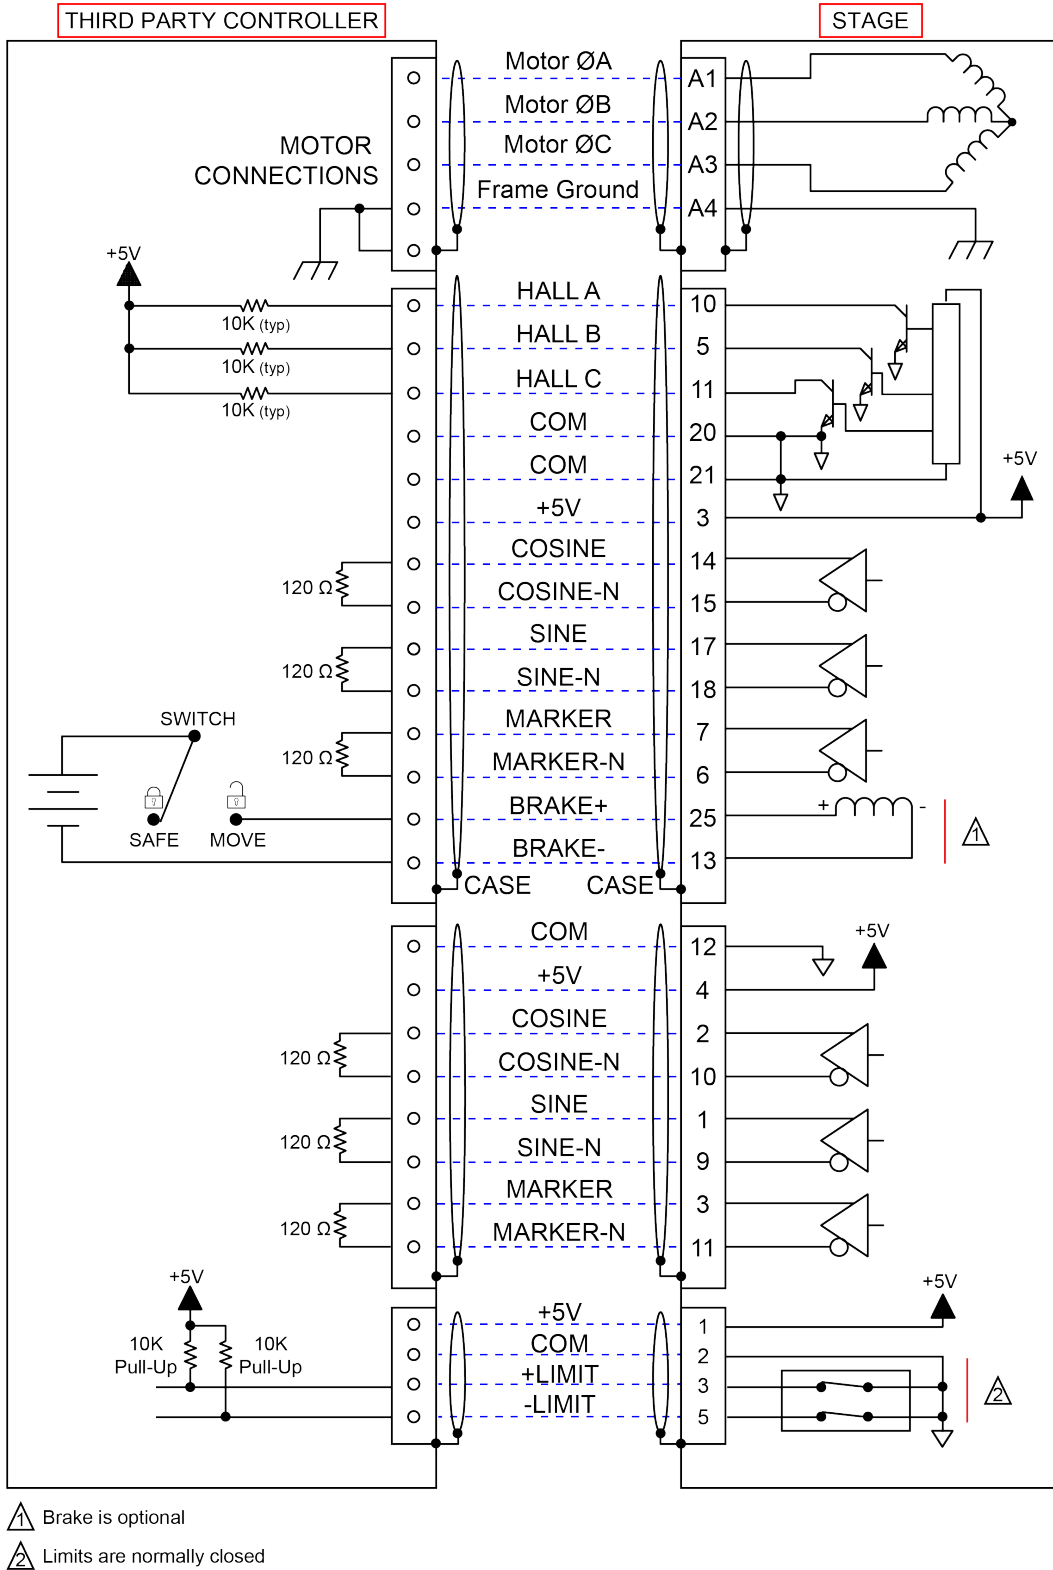 THIRD PARTY CONTROLLER
STAGE
Motor ØA
A1
Motor ØB
A2
MOTOR
CONNECTIONS
Motor ØC
A3
Frame Ground
A4
+5V
HALL A
10
10K (typ)
HALL B
5
10K (typ)
HALL C
11
10K (typ)
COM
20
COM
21
+5V
+5V
3
COSINE
14
120 Ω
COSINE-N
15
SINE
17
120 Ω
SINE-N
18
SWITCH
MARKER
7
120 Ω
MARKER-N
6
SAFE
MOVE
BRAKE+
25
+
-
1
BRAKE-
13
CASE
CASE
COM
12
+5V
+5V
4
COSINE
2
120 Ω
COSINE-N
10
SINE
1
120 Ω
SINE-N
9
MARKER
3
120 Ω
MARKER-N
11
+5V
+5V
10K
Pull-Up
10K
Pull-Up
+5V
1
COM
2
+LIMIT
3
-LIMIT
5
2
1 Brake is optional
2 Limits are normally closed